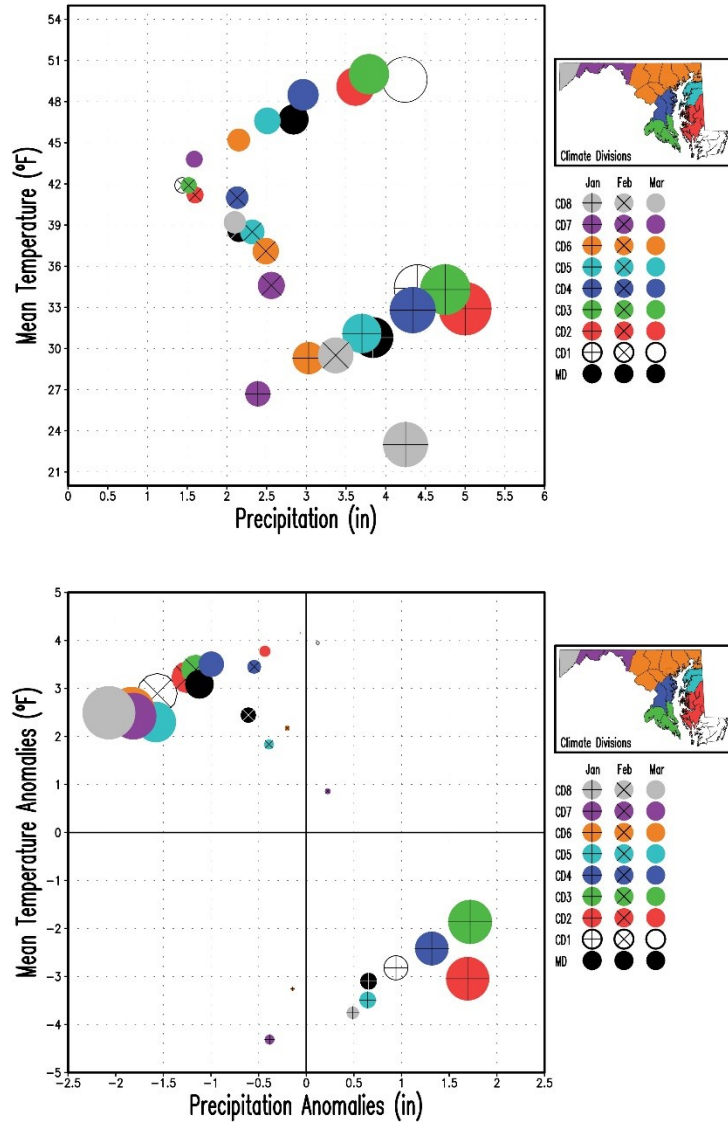 55
51
48
45
42
39
36
33
30
27
24
21
Mean Temperature (°F)
0 0.5 1 1.5 2 2.5 3 3.5 4 4.5 5 5.5 6
Precipitation (in)
Climate Divisions
Jan Feb Mar
CD8
CD7
CD6
CD5
CD4
CD3
CD2
CD1
MD
5
4
3
2
1
0
-1
-2
-3
-4
-5
Mean Temperature Anomalies (°F)
-2.5 -2 -1.5 -1 -0.5 0 0.5 1 1.5 2 2.5
Precipitation Anomalies (in)
Climate Divisions
Jan Feb Mar
CD8
CD7
CD6
CD5
CD4
CD3
CD2
CD1
MD